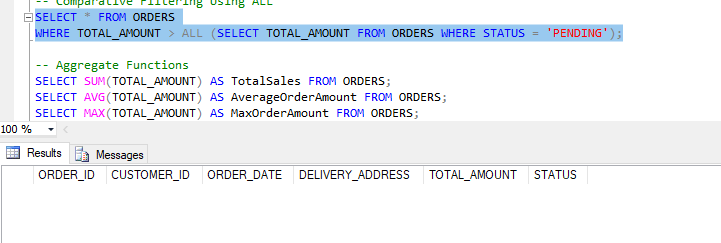 -- Comparative Filtering Using ALL
SELECT * FROM ORDERS
WHERE TOTAL_AMOUNT > ALL (SELECT TOTAL_AMOUNT FROM ORDERS WHERE STATUS = 'PENDING');
-- Aggregate Functions
SELECT SUM(TOTAL_AMOUNT) AS TotalSales FROM ORDERS;
SELECT AVG(TOTAL_AMOUNT) AS AverageOrderAmount FROM ORDERS;
SELECT MAX(TOTAL_AMOUNT) AS MaxOrderAmount FROM ORDERS;
100 %
Results Messages
ORDER_ID CUSTOMER_ID ORDER_DATE DELIVERY_ADDRESS TOTAL_AMOUNT STATUS